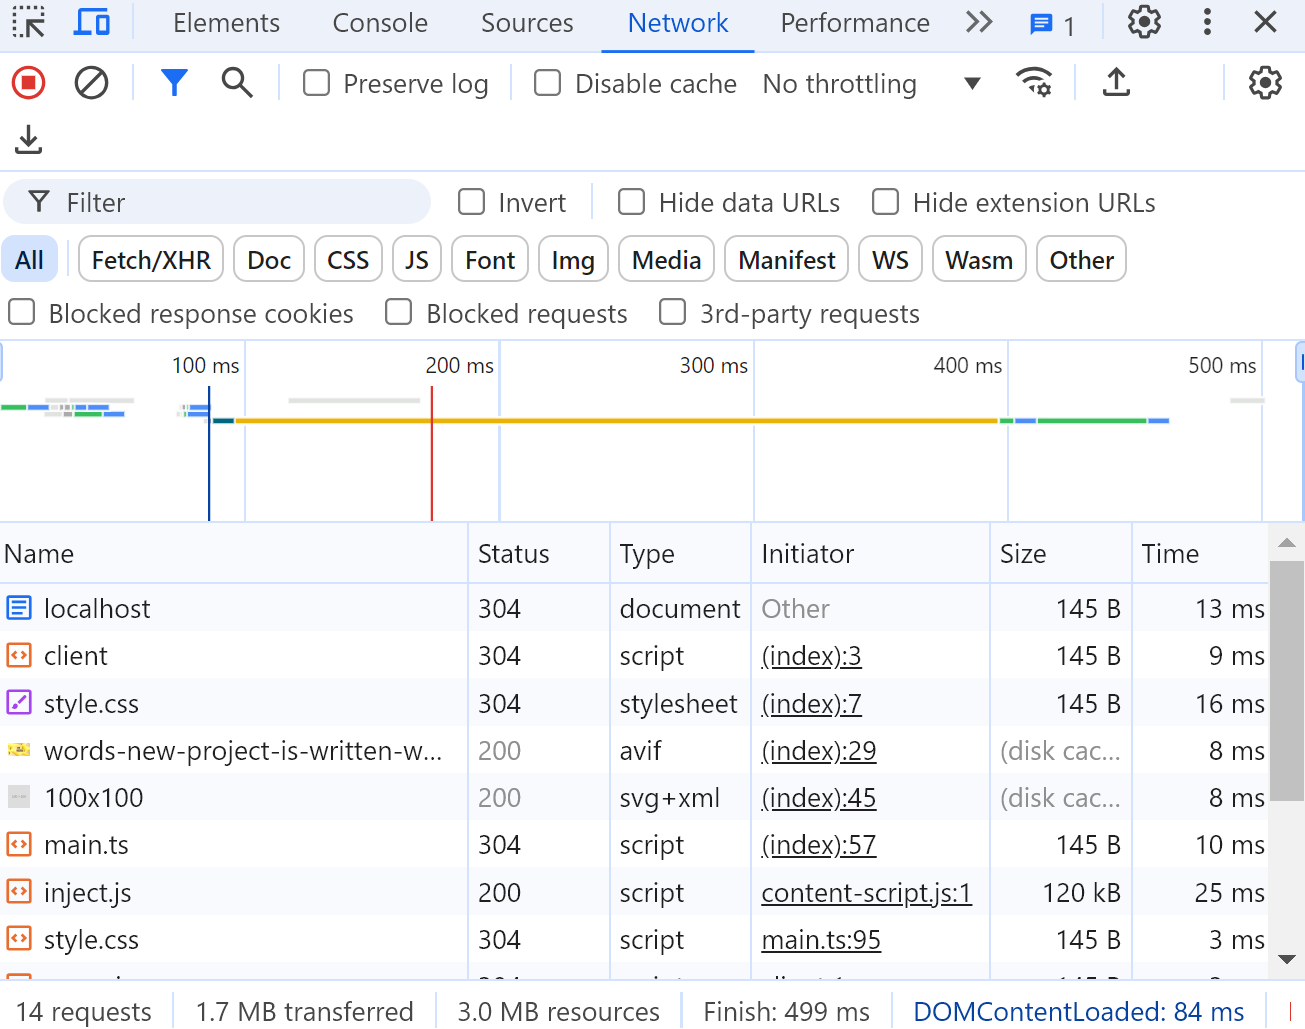 Elements Console Sources Network Performance 1
Preserve log Disable cache No throttling
Filter Invert Hide data URLs Hide extension URLs
All Fetch/XHR Doc CSS JS Font Img Media Manifest WS Wasm Other
Blocked response cookies Blocked requests 3rd-party requests
100 ms 200 ms 300 ms 400 ms 500 ms
Name Status Type Initiator Size Time
localhost 304 document Other 145 B 13 ms
client 304 script (index):3 145 B 9 ms
style.css 304 stylesheet (index):7 145 B 16 ms
words-new-project-is-written-w... 200 avif (index):29 (disk cac... 8 ms
100x100 200 svg+xml (index):45 (disk cac... 8 ms
main.ts 304 script (index):57 145 B 10 ms
inject.js 200 script content-script.js:1 120 kB 25 ms
style.css 304 script main.ts:95 145 B 3 ms
14 requests 1.7 MB transferred 3.0 MB resources Finish: 499 ms DOMContentLoaded: 84 ms